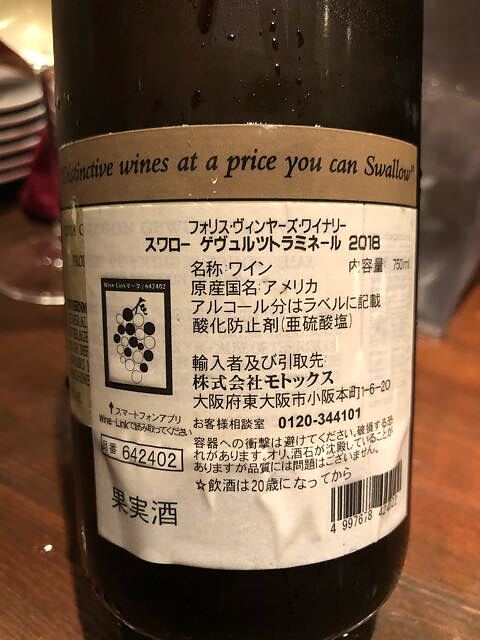 Distinctive wines at a price you can Swallow"
フォリス・ヴィンヤーズ・ワイナリー
スワロー ゲヴュルツトラミネール 2018
名称:ワイン 内容量 750ml
原産国名:アメリカ
アルコール分はラベルに記載
酸化防止剤(亜硫酸塩)
Wine Linkマーク:642402
輸入者及び引取先
株式会社モトックス
大阪府東大阪市小阪本町1-6-20
お客様相談室 0120-344101
↑スマートフォンアプリ
Wine-Linkで読み取ってください
品番 642402
容器への衝撃は避けてください。破損する恐
れがあります。オリ、酒石が沈殿していることが
ありますが品質には問題はございません。
☆飲酒は20歳になってから
果実酒
4 997678